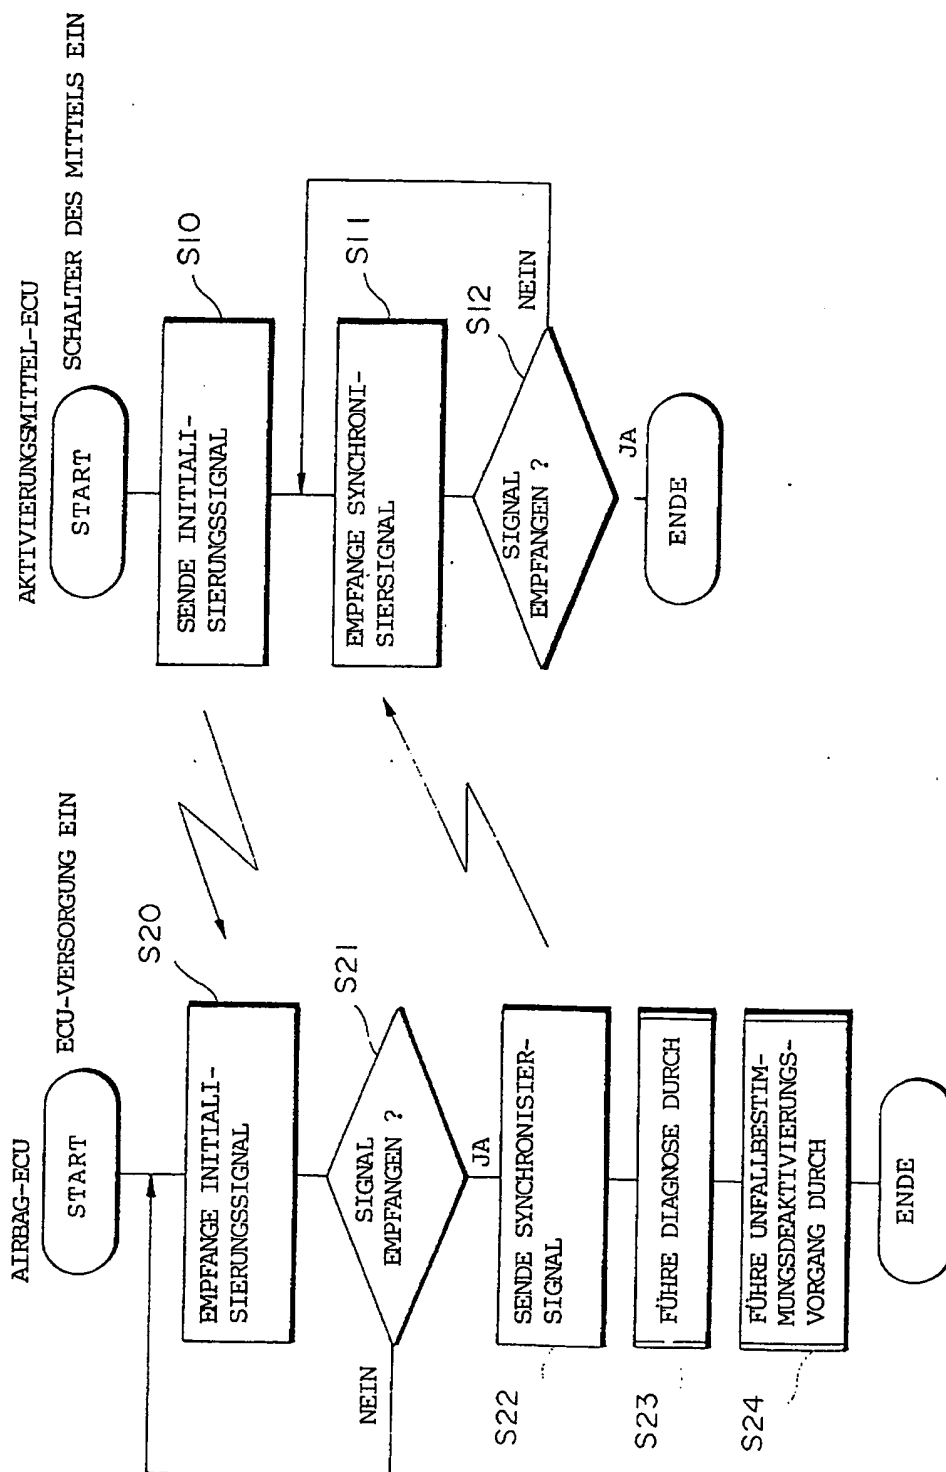 AIRBAG-ECU
ECU-VERSORGUNG EIN
START
EMPFANGE INITIALI-
SIERUNGSSIGNAL
S20
SIGNAL
EMPFANGEN ?
S21
NEIN
JA
SENDE SYNCHRONISIER-
SIGNAL
S22
FÜHRE DIAGNOSE DURCH
S23
FÜHRE UNFALLBESTIM-
MUNGSDEAKTIVIERUNGS-
VORGANG DURCH
S24
ENDE
AKTIVIERUNGSMITTEL-ECU
SCHALTER DES MITTELS EIN
START
SENDE INITIALI-
SIERUNGSSIGNAL
S10
EMPFANGE SYNCHRONI-
SIERSIGNAL
S11
SIGNAL
EMPFANGEN ?
S12
NEIN
JA
ENDE